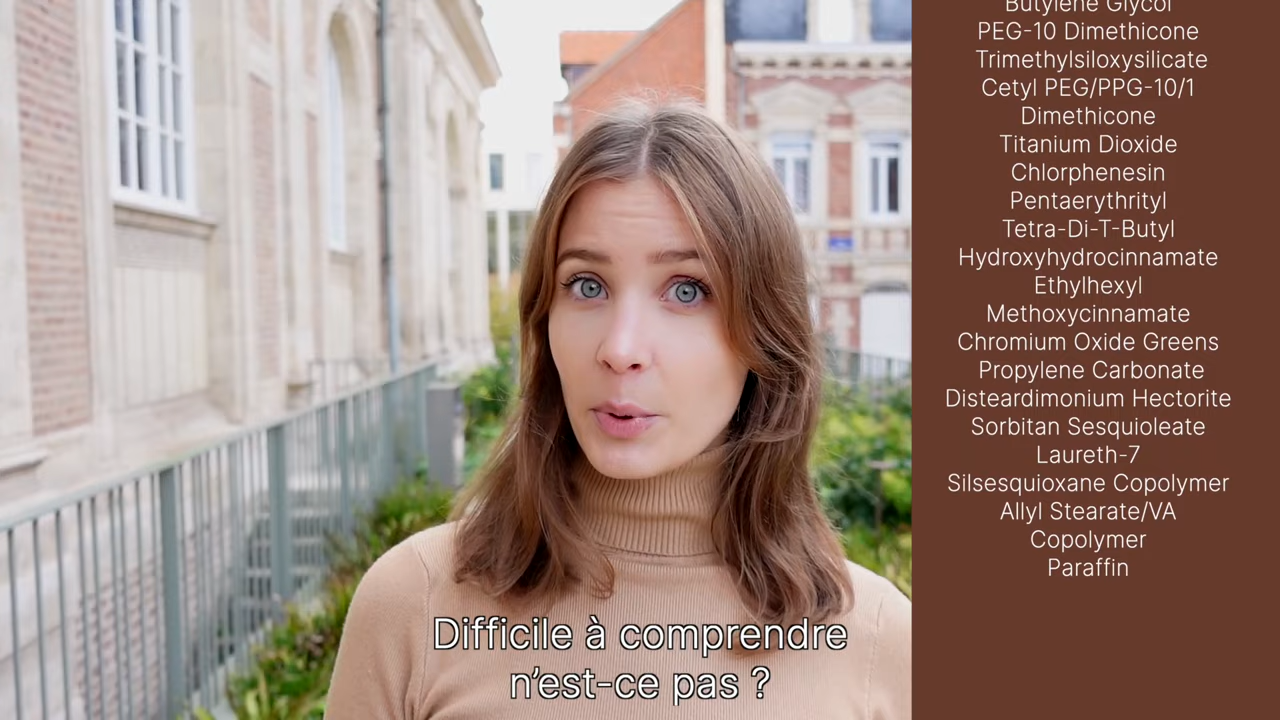 Butylene Glycol
PEG-10 Dimethicone
Trimethylsiloxysilicate
Cetyl PEG/PPG-10/1
Dimethicone
Titanium Dioxide
Chlorphenesin
Pentaerythrityl
Tetra-Di-T-Butyl
Hydroxyhydrocinnamate
Ethylhexyl
Methoxycinnamate
Chromium Oxide Greens
Propylene Carbonate
Disteardimonium Hectorite
Sorbitan Sesquioleate
Laureth-7
Silsesquioxane Copolymer
Allyl Stearate/VA
Copolymer
Paraffin
Difficile à comprendre
n'est-ce pas ?